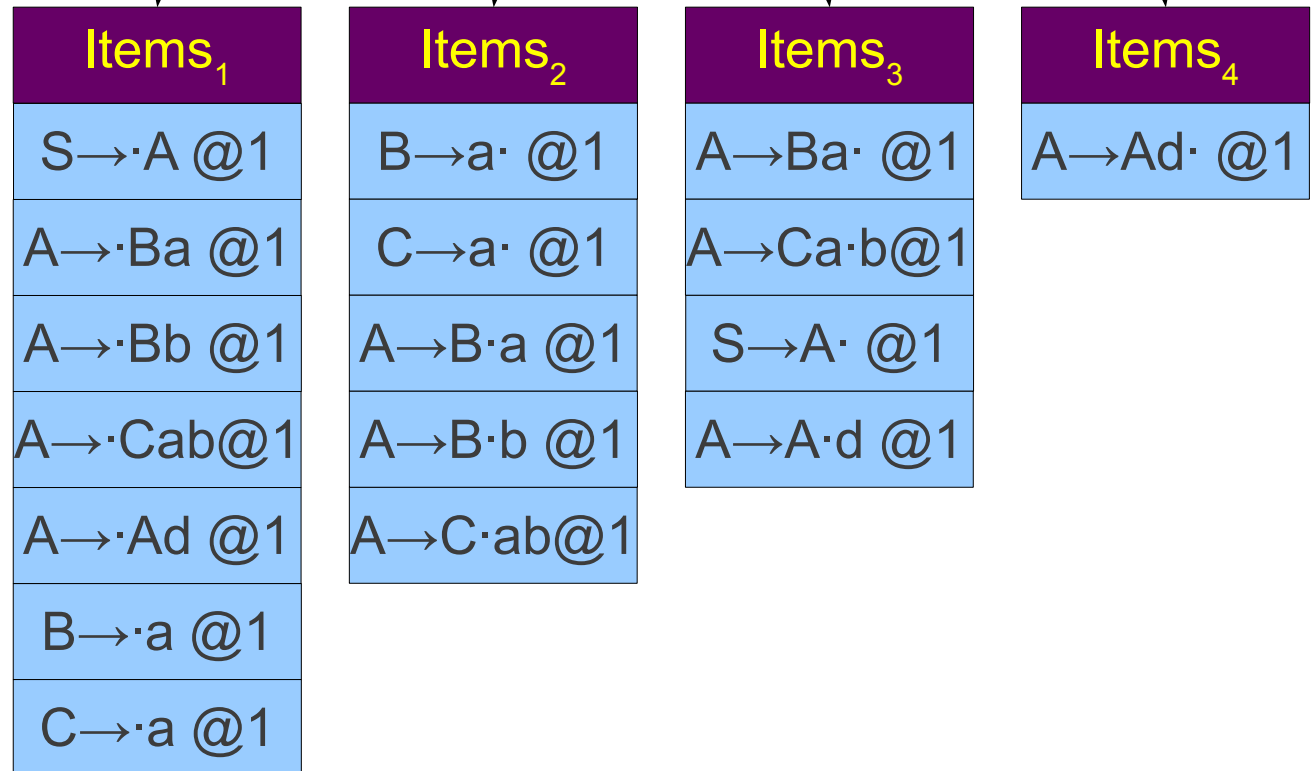 Items₁
S→·A @1
A→·Ba @1
A→·Bb @1
A→·Cab@1
A→·Ad @1
B→·a @1
C→·a @1
Items₂
B→a· @1
C→a· @1
A→B·a @1
A→B·b @1
A→C·ab@1
Items₃
A→Ba· @1
A→Ca·b@1
S→A· @1
A→A·d @1
Items₄
A→Ad· @1